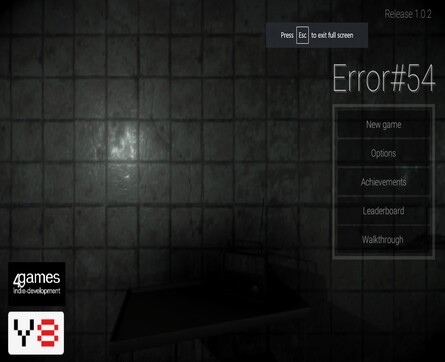 Release 1.0.2
Press Esc to exit full screen
Error#54
New game
Options
Achievements
Leaderboard
Walkthrough
4games
indie-development
Y8